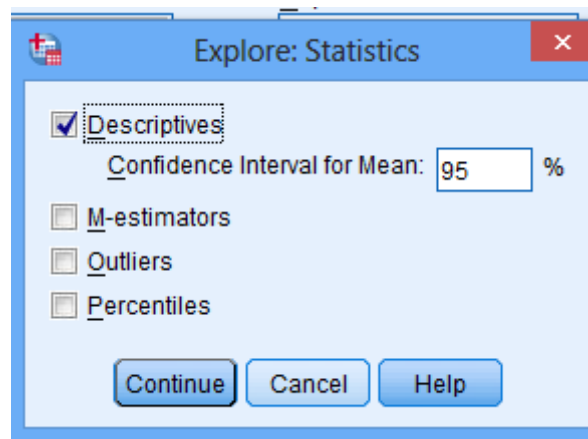 Explore: Statistics
Descriptives
Confidence Interval for Mean: 95 %
M-estimators
Outliers
Percentiles
Continue Cancel Help